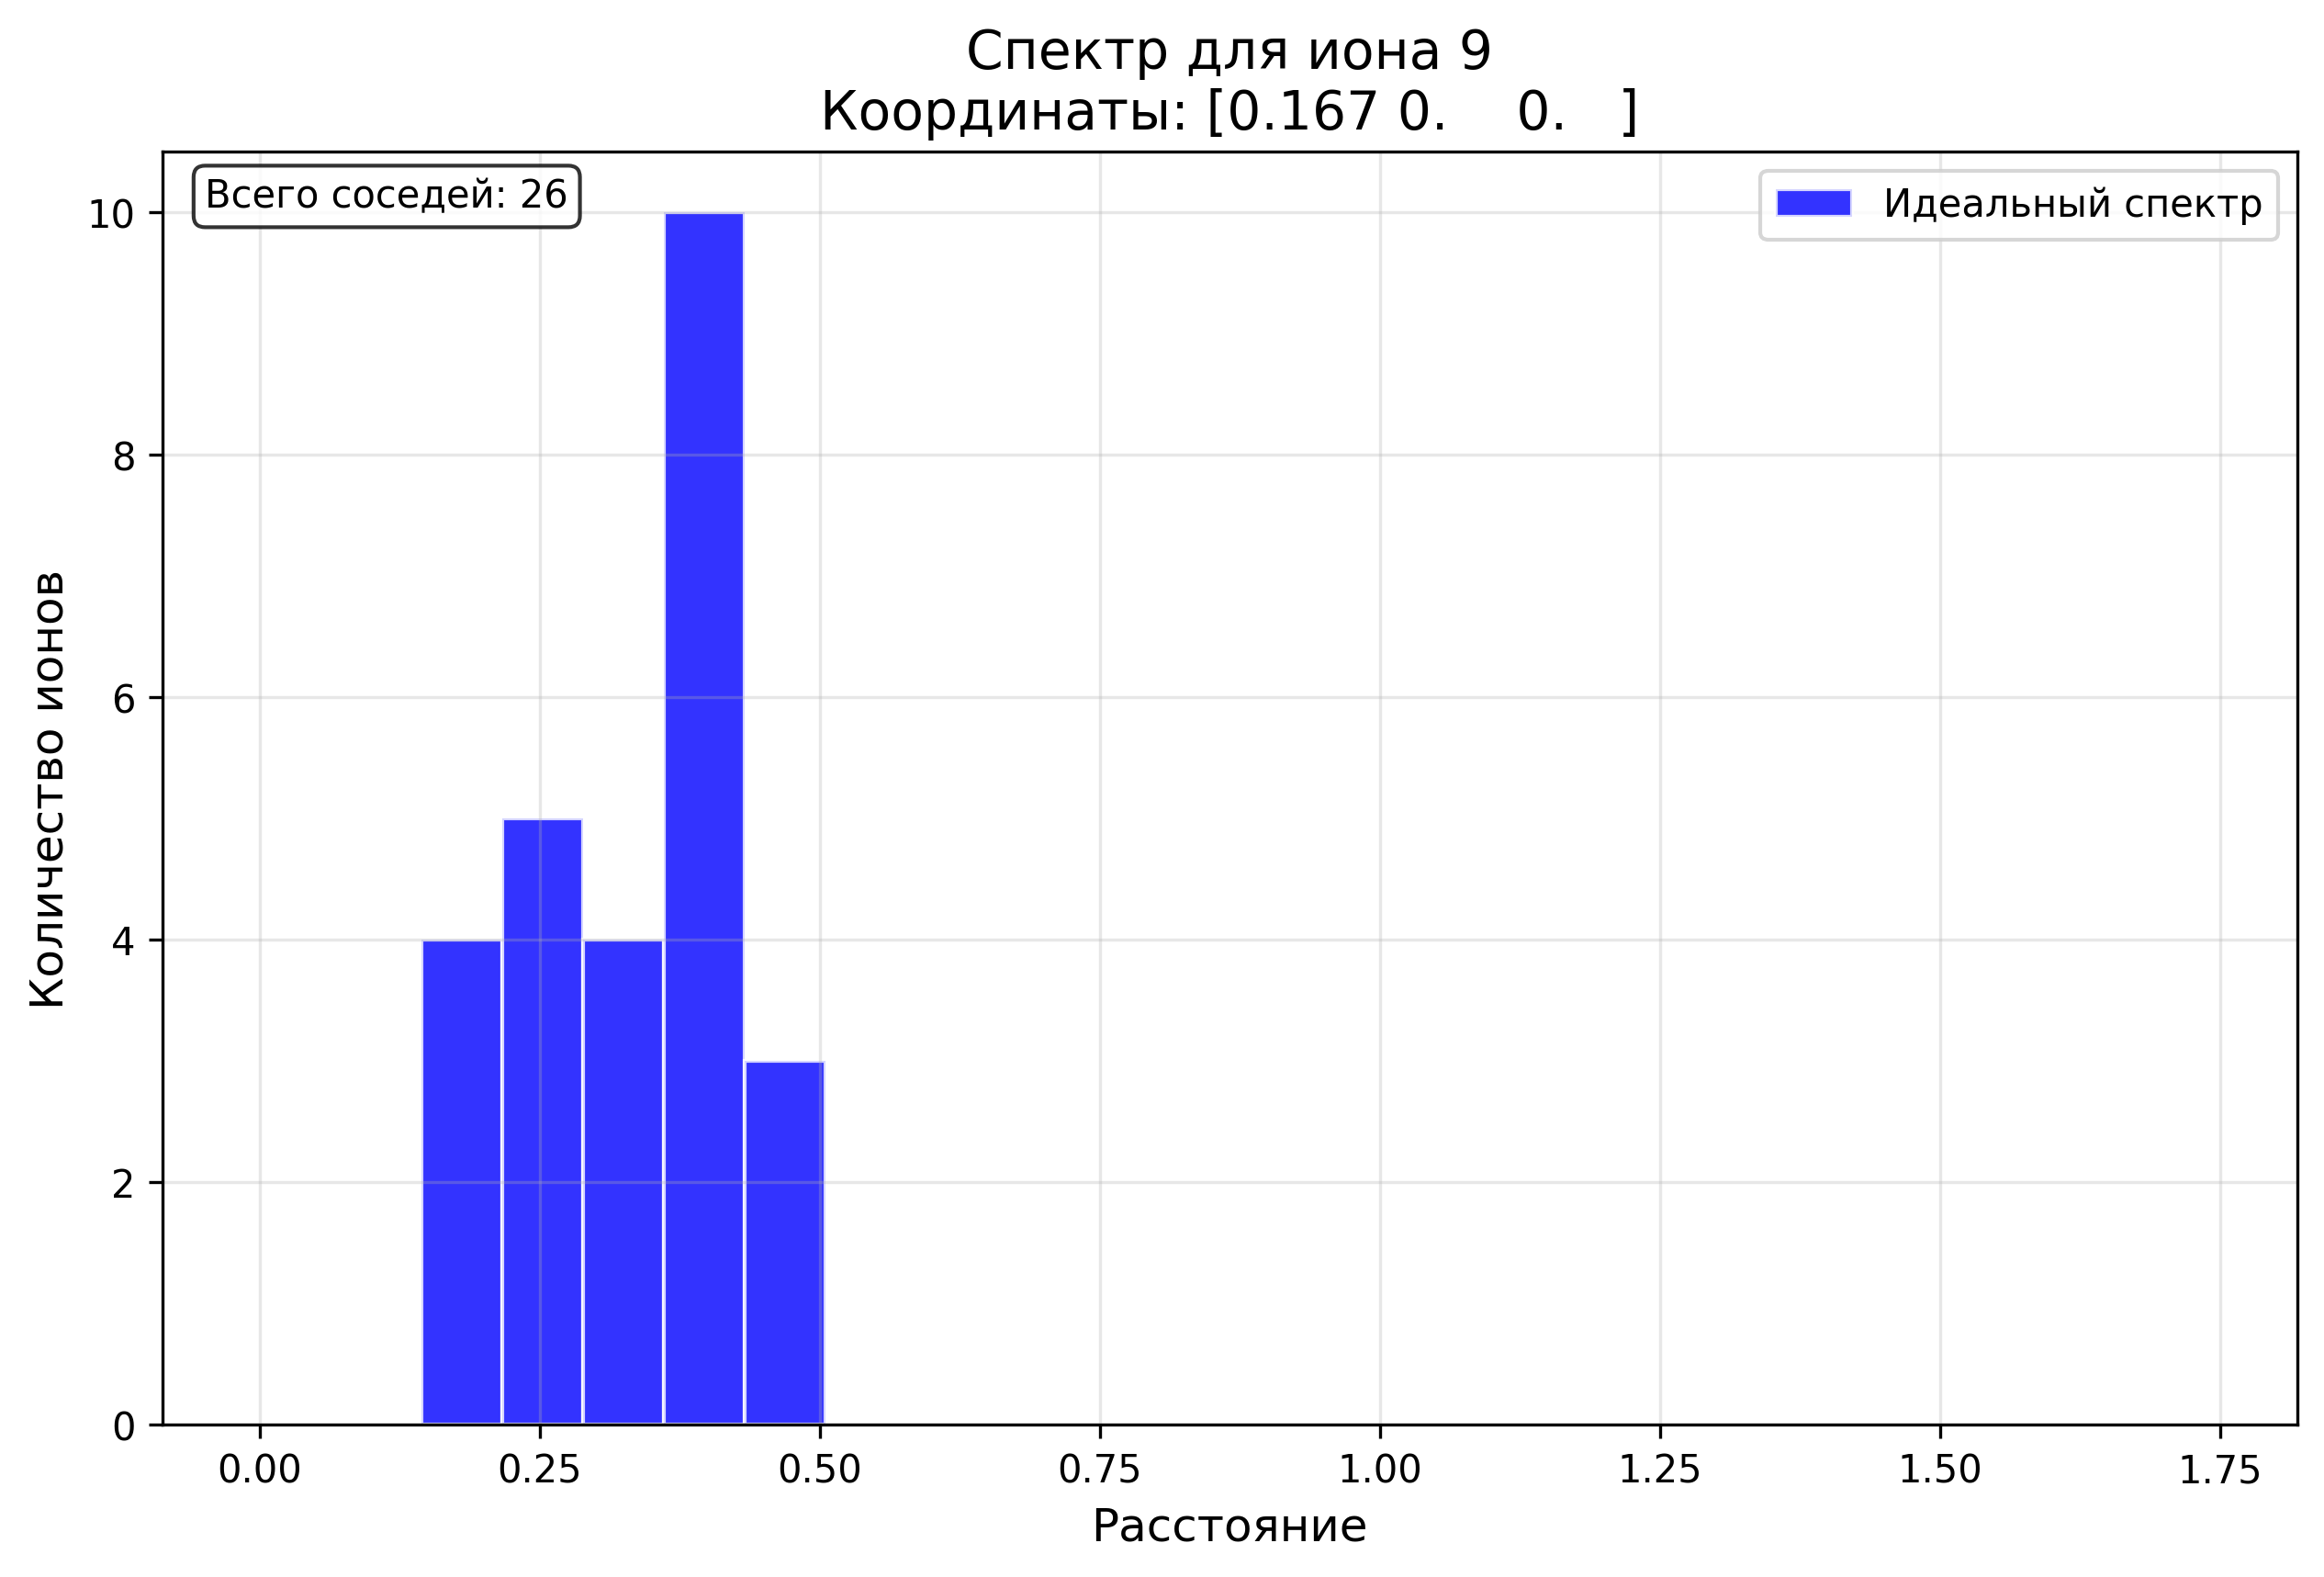 Спектр для иона 9
Координаты: [0.167 0. 0. ]
Всего соседей: 26
Идеальный спектр
Количество ионов
10
8
6
4
2
0
0.00 0.25 0.50 0.75 1.00 1.25 1.50 1.75
Расстояние